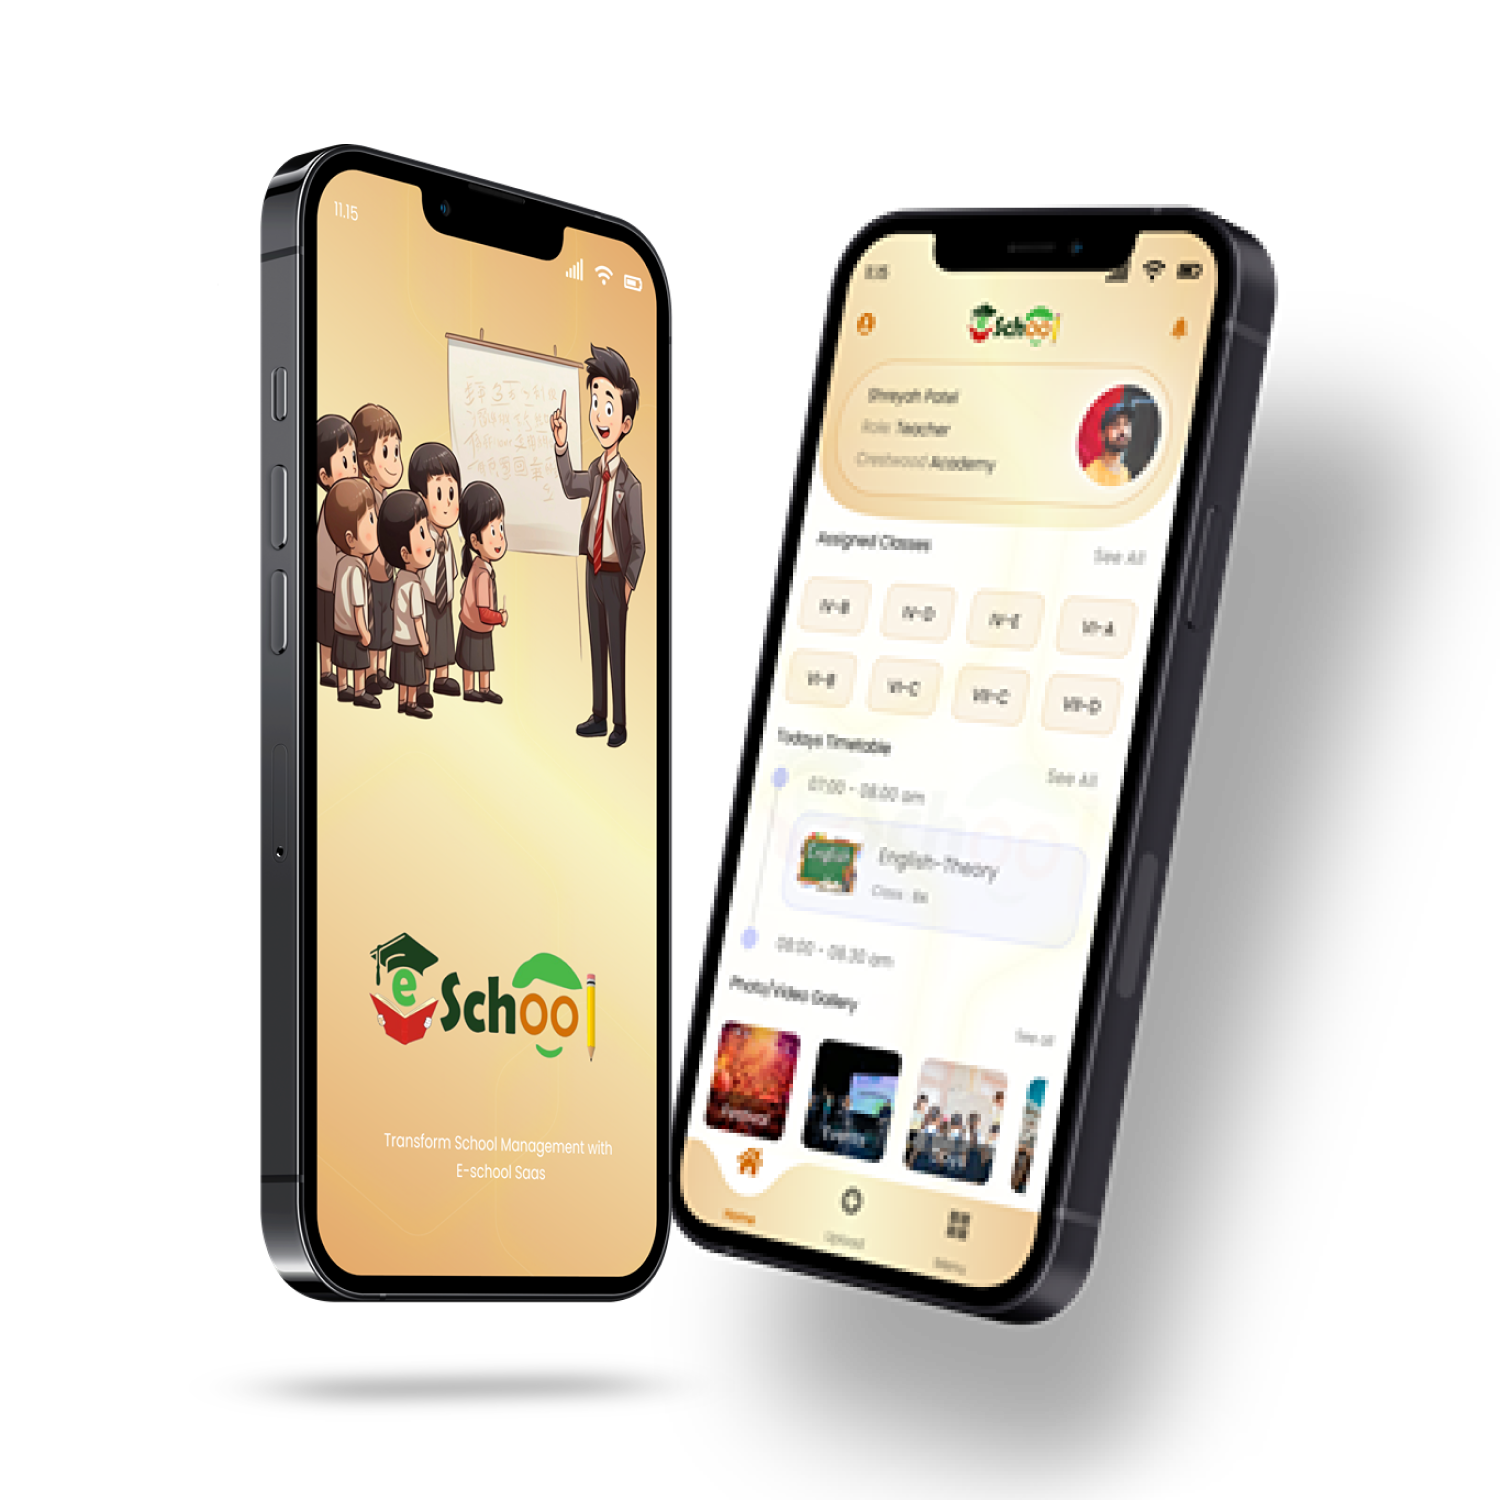 11.15
eSchool
Transform School Management with
E-school Saas
eSchool
Shreyah Patel
Role Teacher
Crestwood Academy
Assigned Classes
See All
IV-B
IV-D
IV-E
VI-A
VI-B
VI-C
VII-C
VII-D
Todays Timetable
See All
07:00 - 08:00 am
English
English-Theory
Class :
08:00 - 08.30 am
Photo/Video Gallery
See all
Events
Home
Upload
Menu